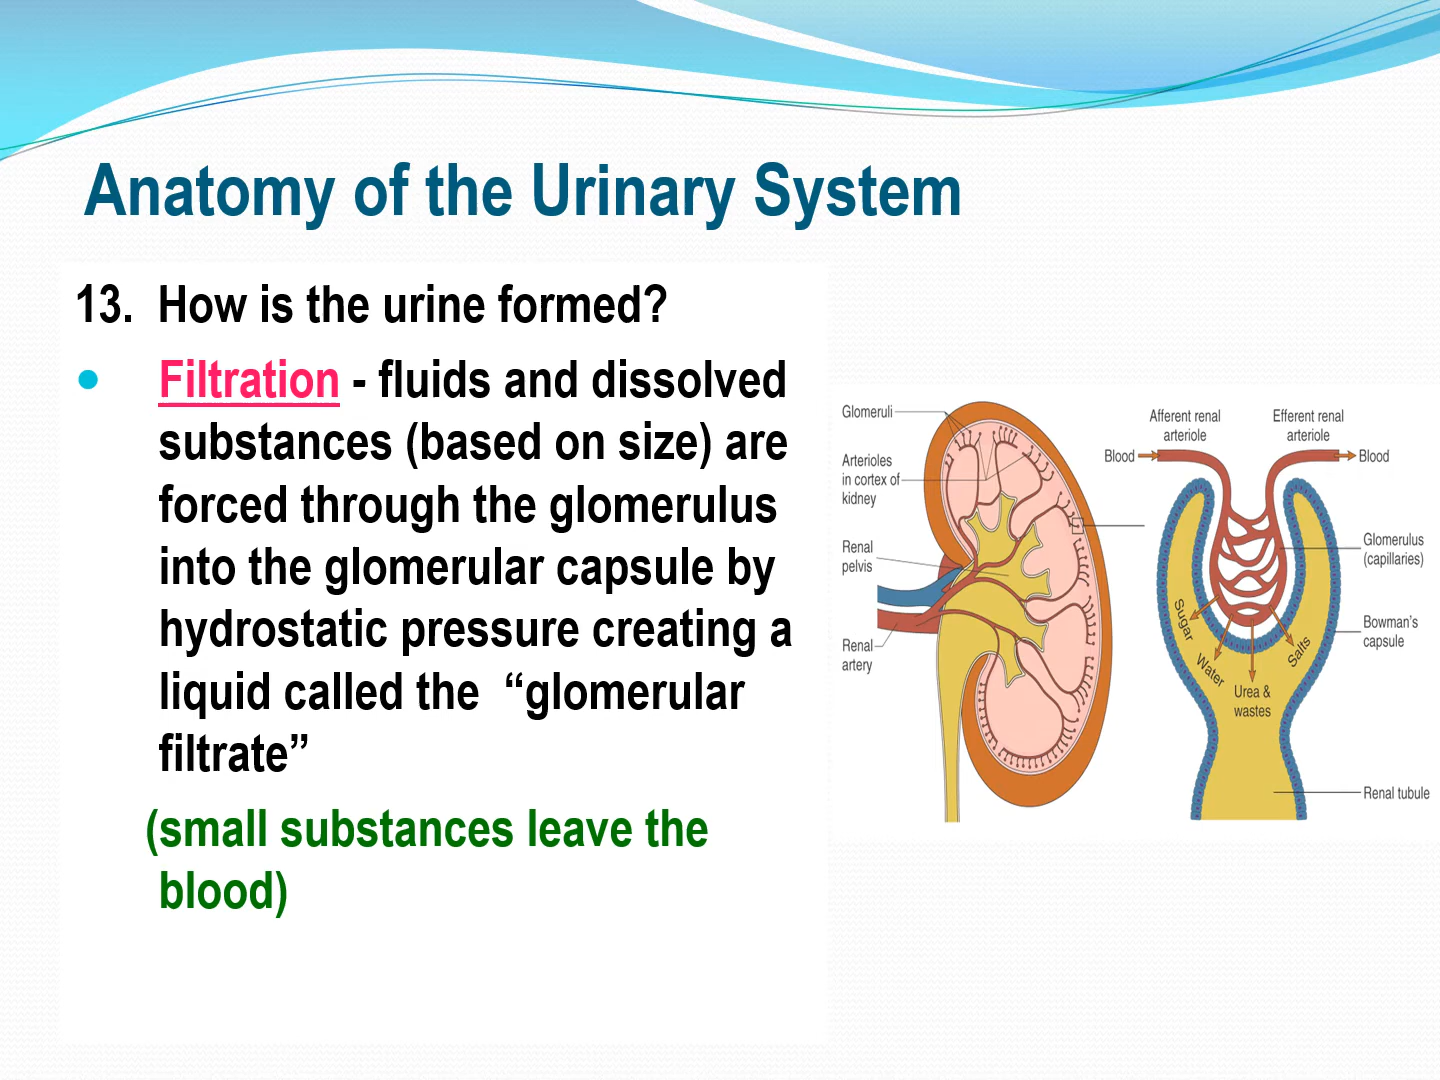 Anatomy of the Urinary System
13. How is the urine formed?
Filtration - fluids and dissolved
substances (based on size) are
forced through the glomerulus
into the glomerular capsule by
hydrostatic pressure creating a
liquid called the “glomerular
filtrate”
(small substances leave the
blood)
Glomeruli
Arterioles
in cortex of
kidney
Renal
pelvis
Renal
artery
Afferent renal
arteriole
Efferent renal
arteriole
Blood
Blood
Glomerulus
(capillaries)
Bowman's
capsule
Sugar
Water
Urea &
wastes
Salts
Renal tubule